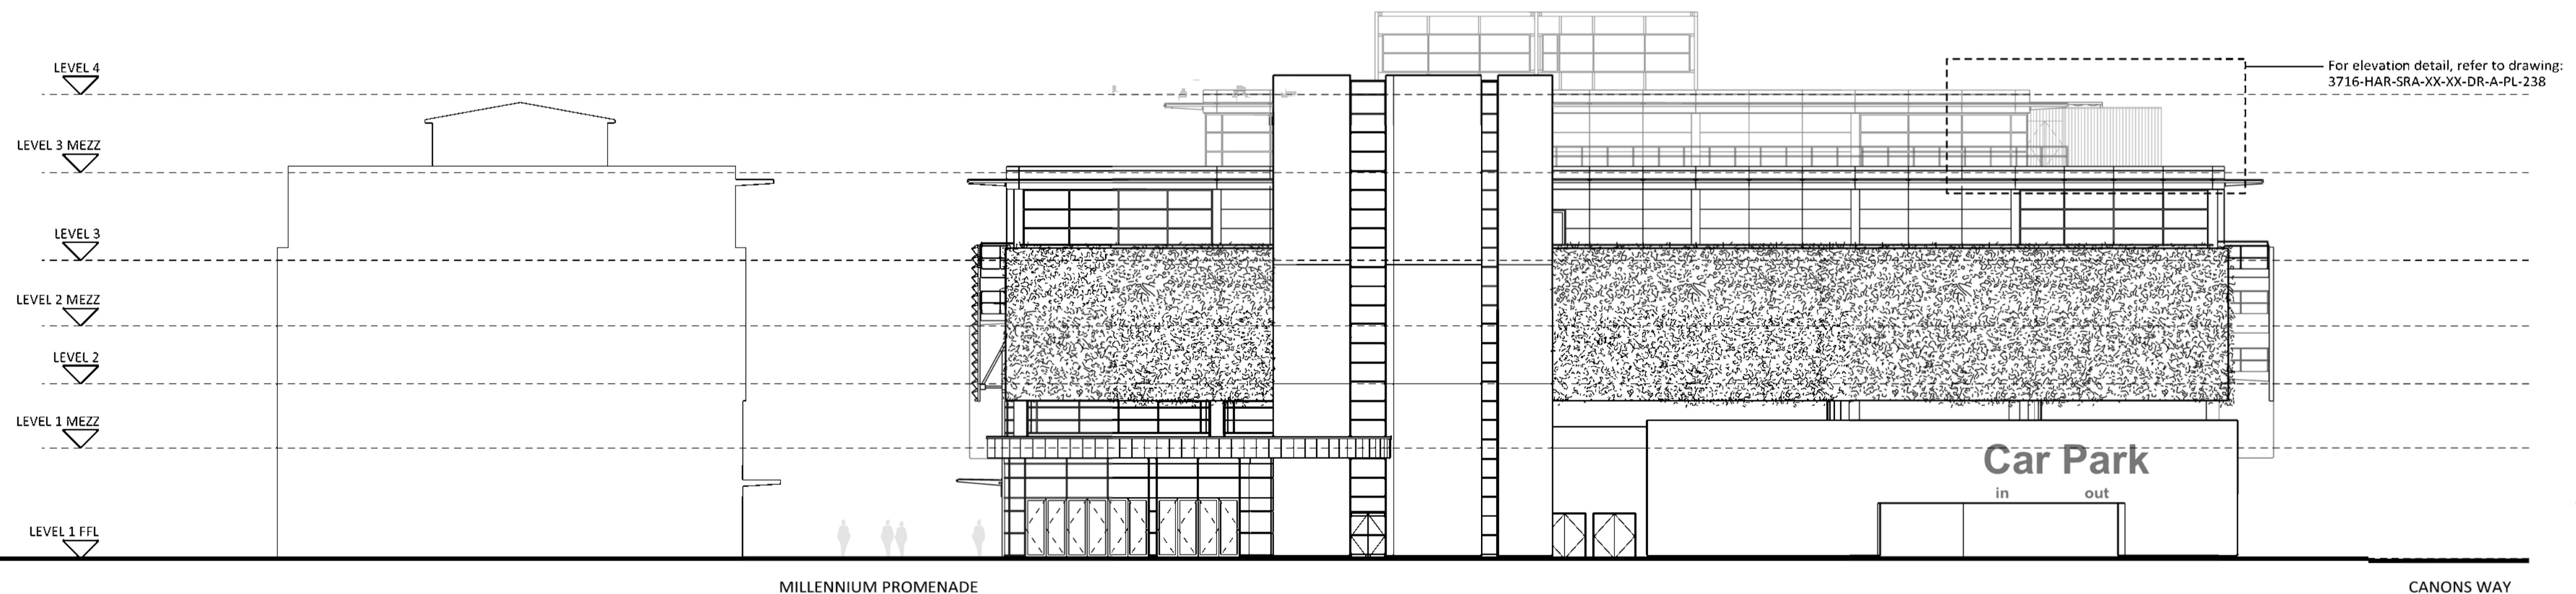 LEVEL 4
For elevation detail, refer to drawing:
3716-HAR-SRA-XX-XX-DR-A-PL-238
LEVEL 3 MEZZ
LEVEL 3
LEVEL 2 MEZZ
LEVEL 2
LEVEL 1 MEZZ
Car Park
in out
LEVEL 1 FFL
MILLENNIUM PROMENADE
CANONS WAY